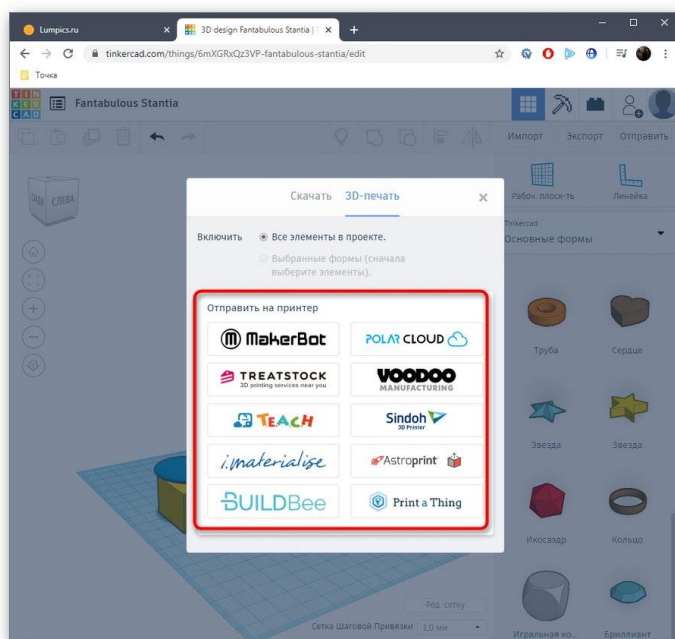 Lumpics.ru
3D design Fantabulous Stantia | T
tinkercad.com/things/6mXGRxQz3VP-fantabulous-stantia/edit
Точка
TIN
KER
CAD
Fantabulous Stantia
Импорт Экспорт Отправить
СЛЕВА
Рабоч. плоск-ть Линейка
Tinkercad
Основные формы
Скачать 3D-печать
Включить Все элементы в проекте.
Выбранные формы (сначала
выберите элементы).
Отправить на принтер
MakerBot POLAR CLOUD
TREATSTOCK
3D printing services near you
VOODOO
MANUFACTURING
TEACH
Sindoh
3D Printer
i.materialise Astroprint
BUILDBee Print a Thing
Труба Сердце
Звезда Звезда
Икосаэдр Кольцо
Игральная ко... Бриллиант
Ред. сетку
Сетка Шаговой Привязки 1,0 мм